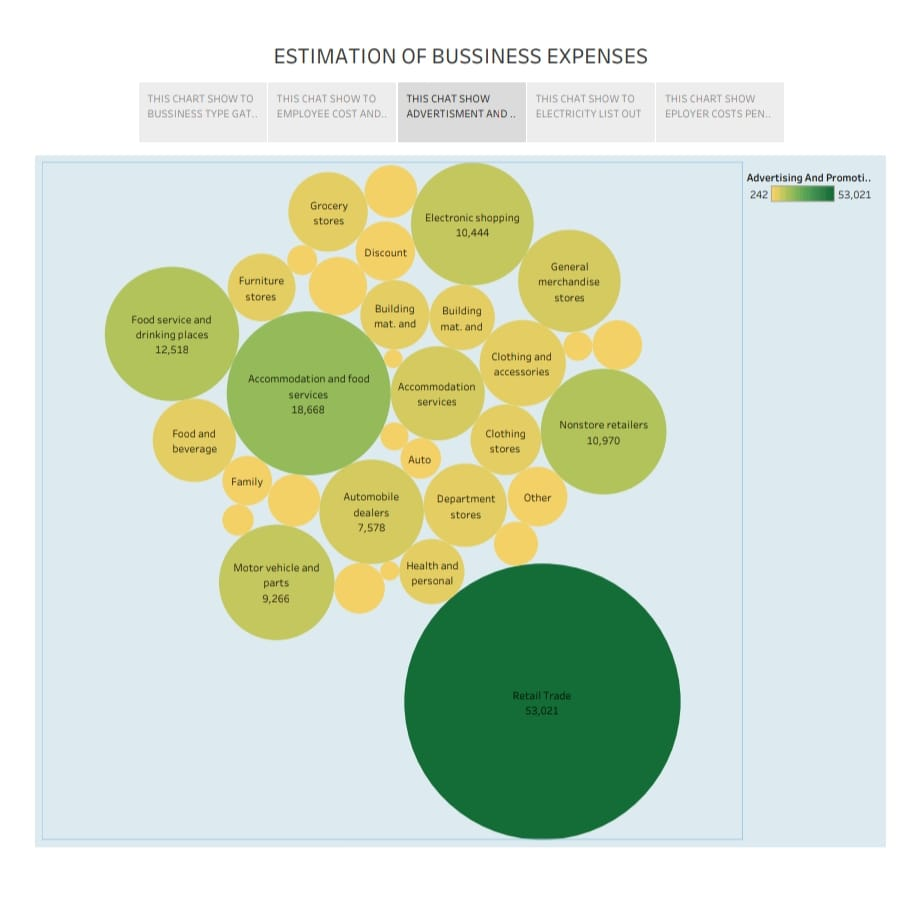 ESTIMATION OF BUSSINESS EXPENSES
THIS CHART SHOW TO
BUSSINESS TYPE GAT..
THIS CHAT SHOW TO
EMPLOYEE COST AND..
THIS CHAT SHOW
ADVERTISMENT AND ..
THIS CHAT SHOW TO
ELECTRICITY LIST OUT
THIS CHART SHOW
EPLOYER COSTS PEN..
Advertising And Promoti..
242
53,021
Grocery
stores
Electronic shopping
10,444
Discount
General
merchandise
stores
Furniture
stores
Building
mat. and
Building
mat. and
Food service and
drinking places
12,518
Clothing and
accessories
Accommodation and food
services
18,668
Accommodation
services
Nonstore retailers
10,970
Food and
beverage
Clothing
stores
Auto
Family
Automobile
dealers
7,578
Department
stores
Other
Motor vehicle and
parts
9,266
Health and
personal
Retail Trade
53,021